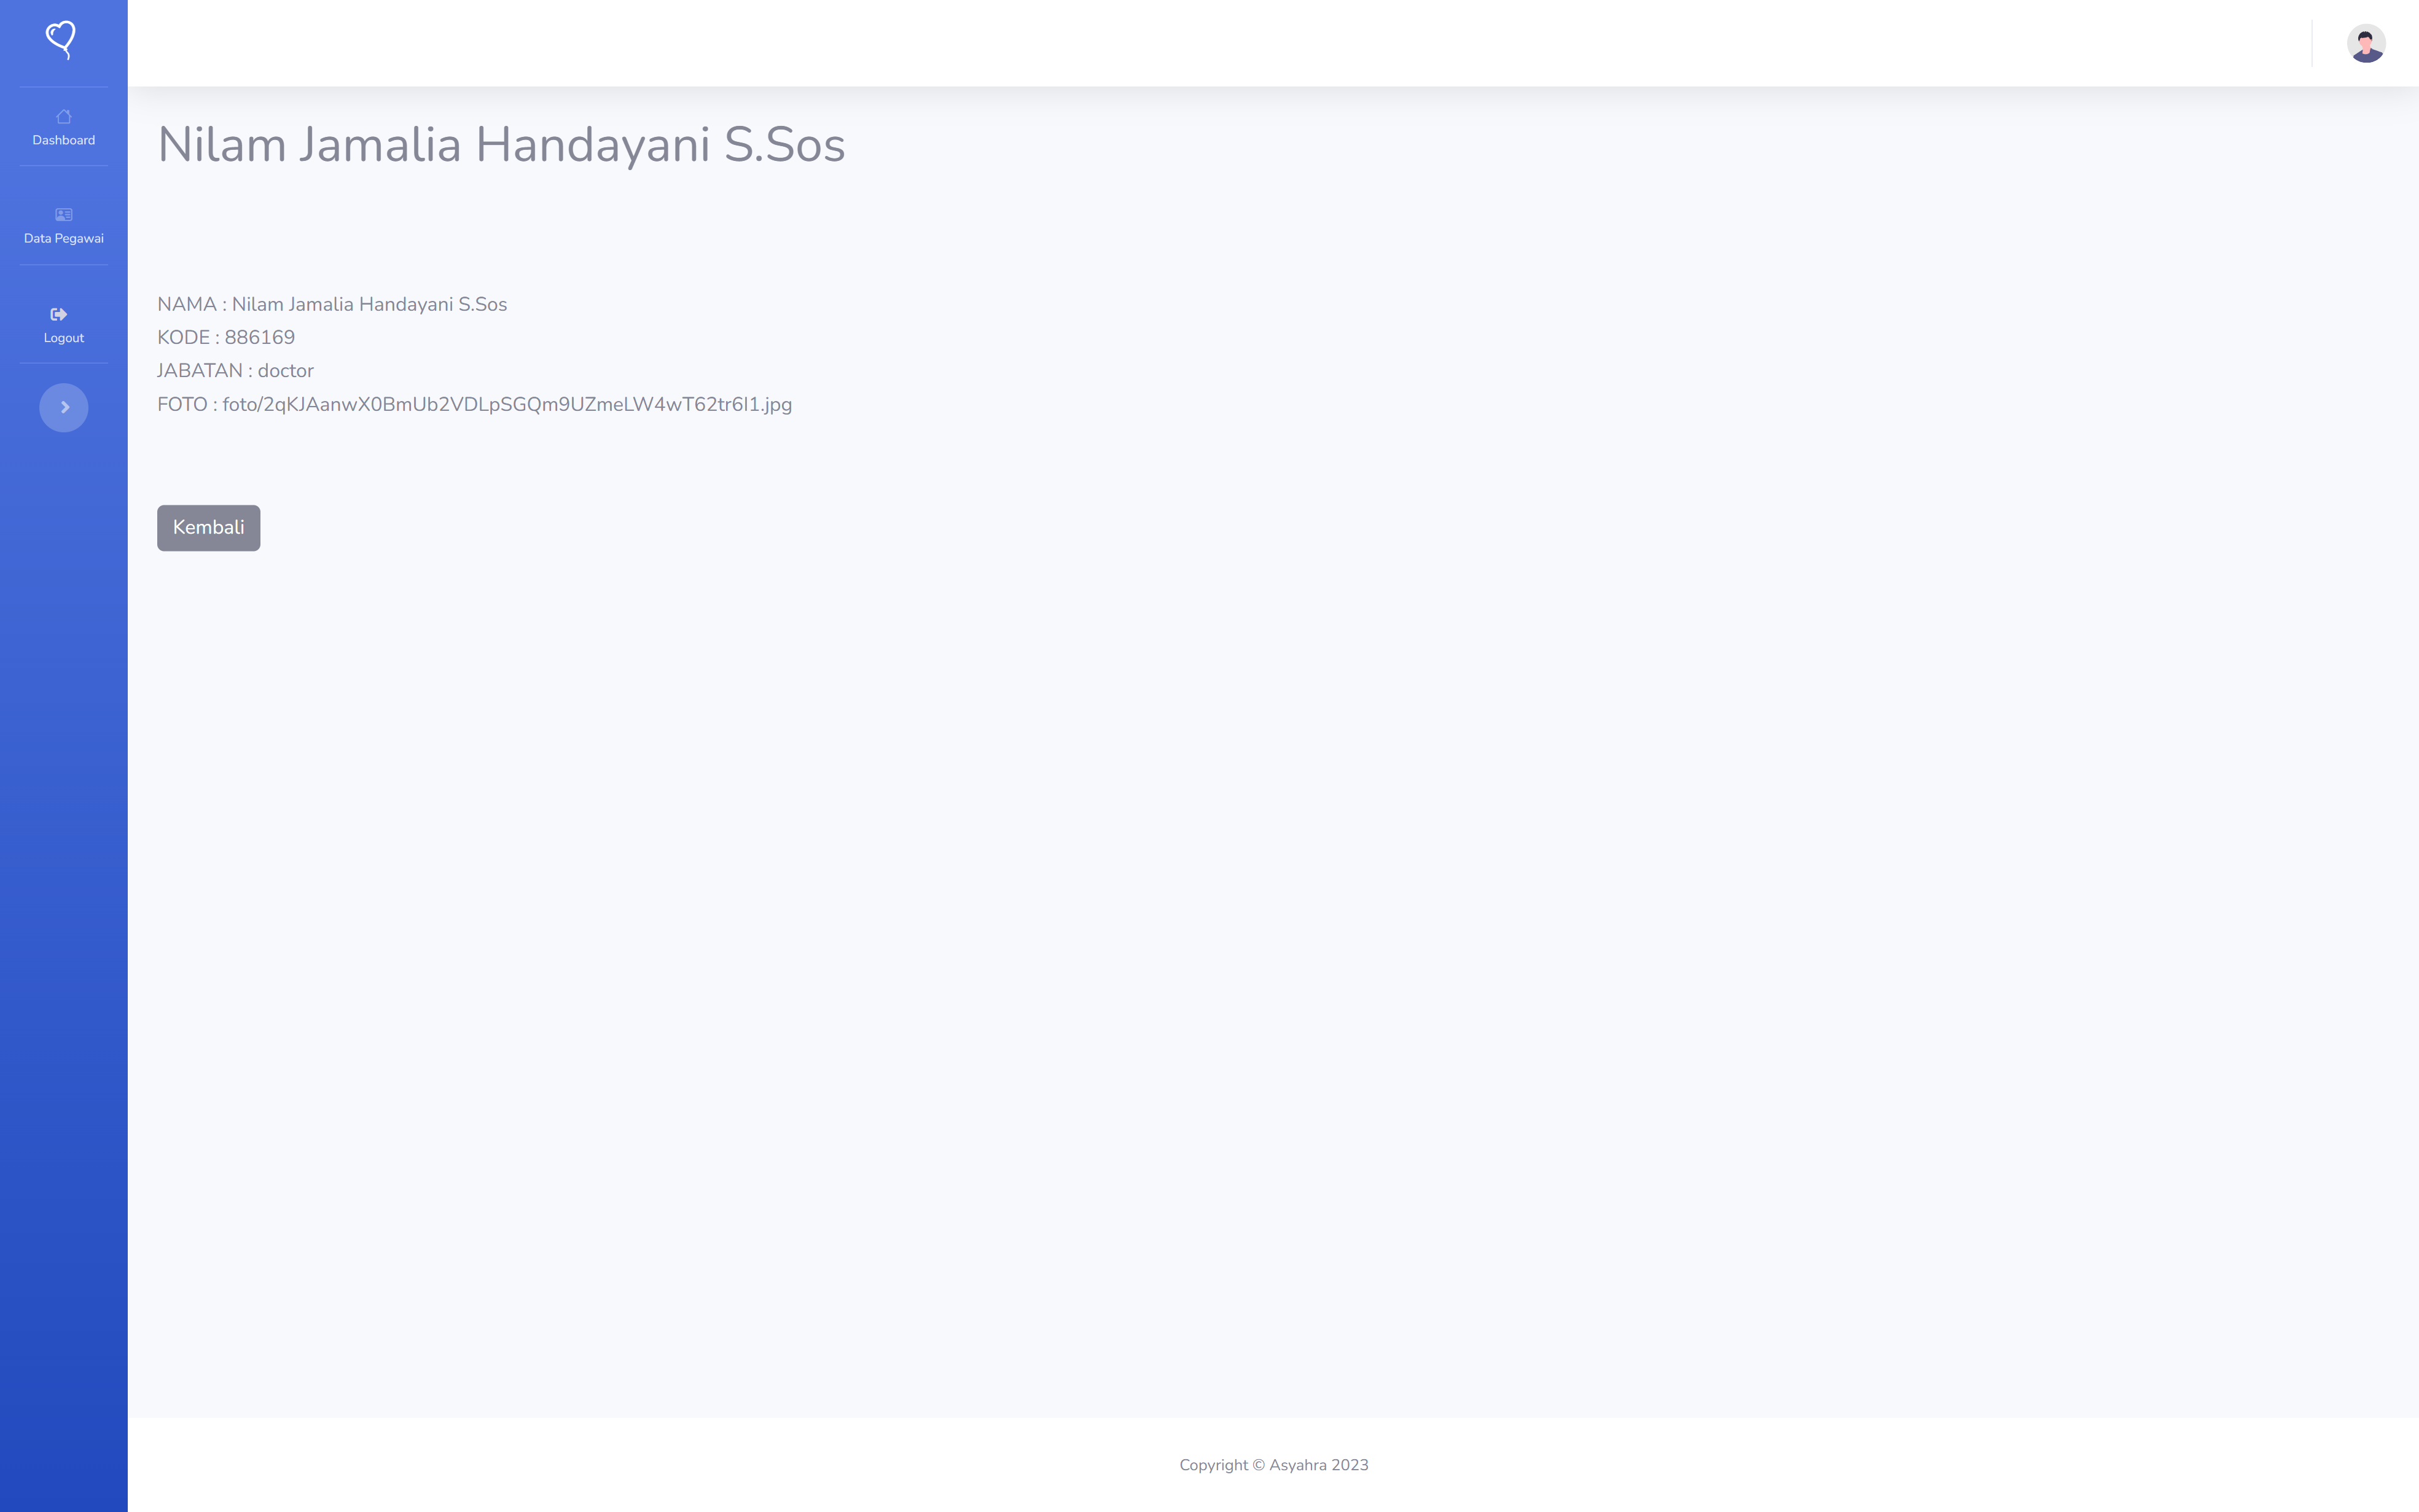 Dashboard
Data Pegawai
Logout
Nilam Jamalia Handayani S.Sos
NAMA : Nilam Jamalia Handayani S.Sos
KODE : 886169
JABATAN : doctor
FOTO : foto/2qKJAanwX0BmUb2VDLpSGQm9UZmeLW4wT62tr6I1.jpg
Kembali
Copyright © Asyahra 2023